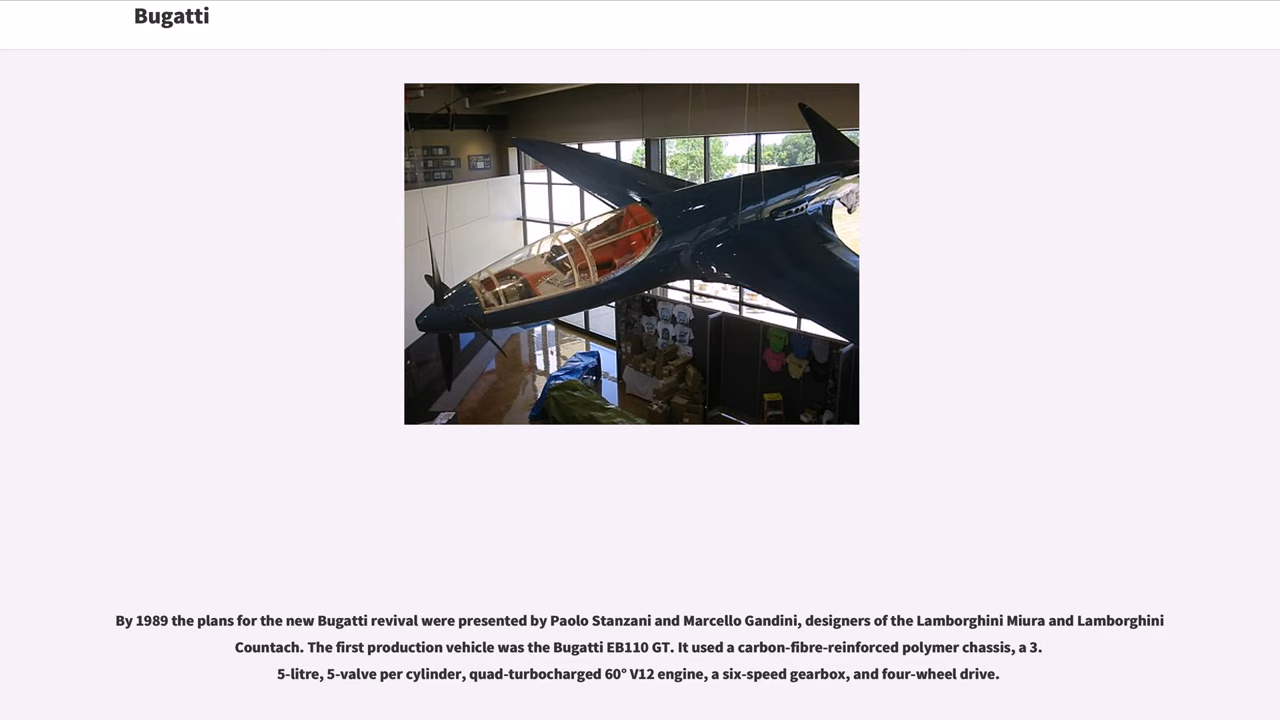 Bugatti
By 1989 the plans for the new Bugatti revival were presented by Paolo Stanzani and Marcello Gandini, designers of the Lamborghini Miura and Lamborghini
Countach. The first production vehicle was the Bugatti EB110 GT. It used a carbon-fibre-reinforced polymer chassis, a 3.
5-litre, 5-valve per cylinder, quad-turbocharged 60° V12 engine, a six-speed gearbox, and four-wheel drive.